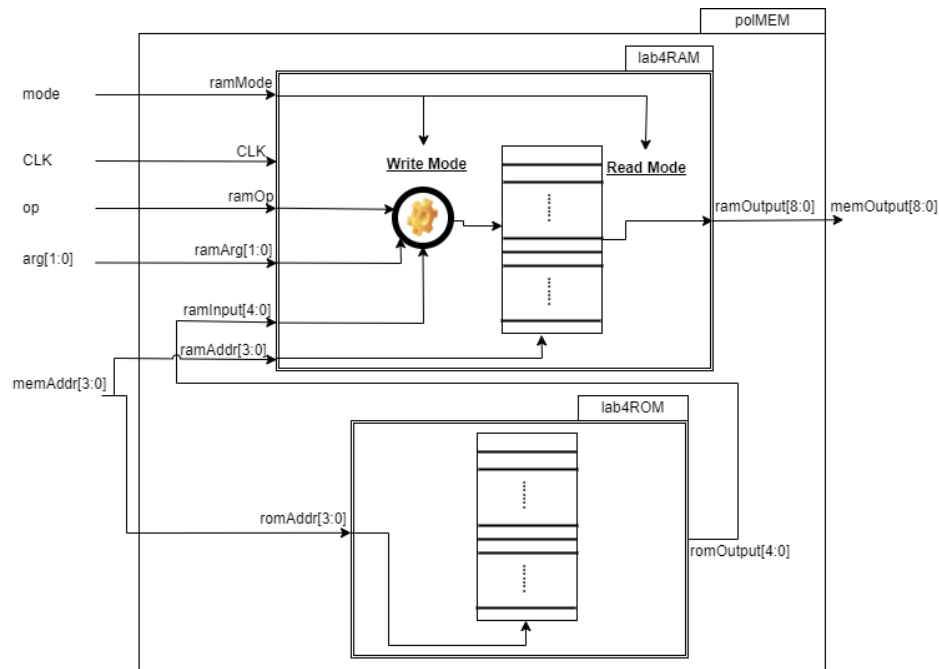 polMEM
lab4RAM
mode
ramMode
CLK
CLK
Write Mode
Read Mode
op
ramOp
ramOutput[8:0]
memOutput[8:0]
arg[1:0]
ramArg[1:0]
ramInput[4:0]
ramAddr[3:0]
memAddr[3:0]
lab4ROM
romAddr[3:0]
romOutput[4:0]